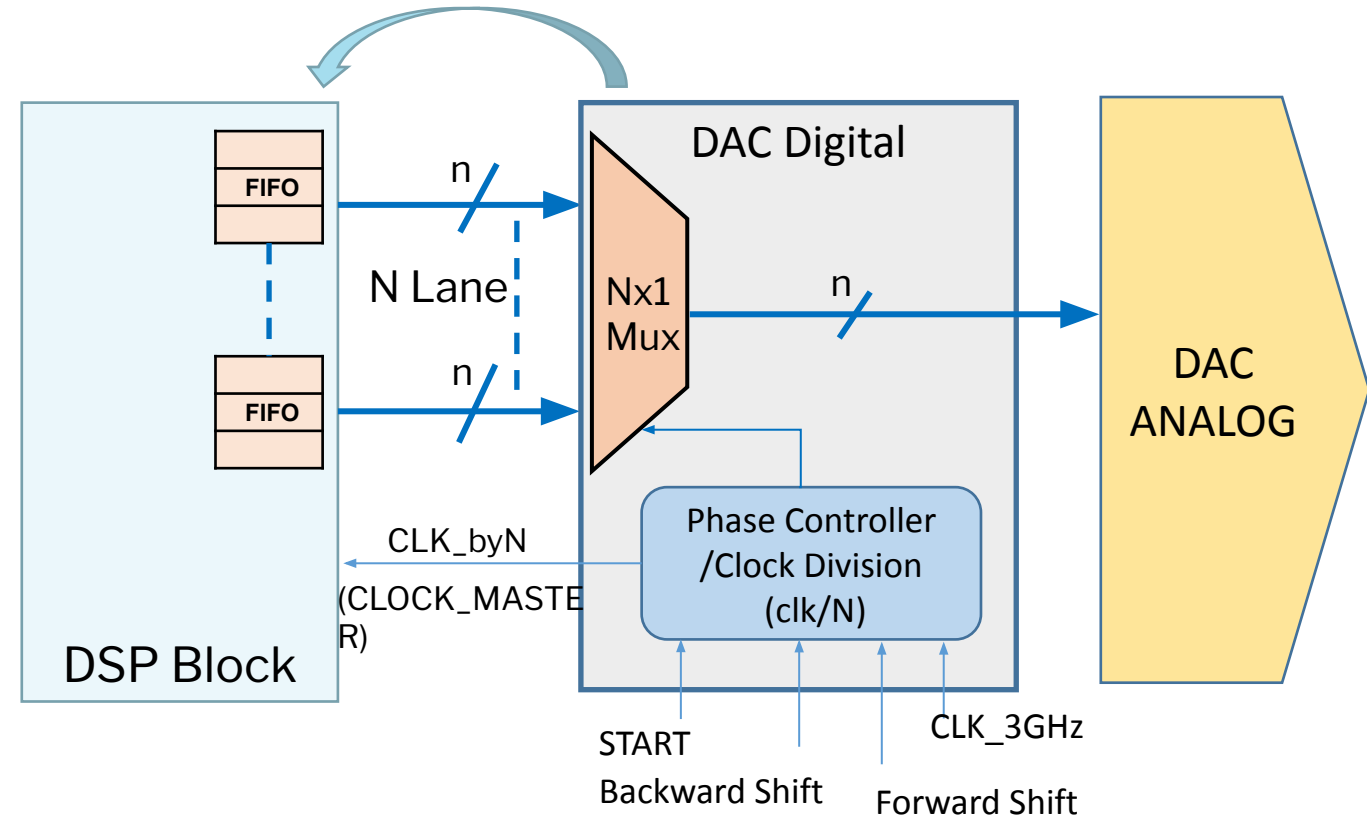 DAC Digital
n
FIFO
N Lane
Nx1
Mux
n
n
FIFO
DAC
ANALOG
CLK_byN
(CLOCK_MASTE
R)
Phase Controller
/Clock Division
(clk/N)
DSP Block
START
CLK_3GHz
Backward Shift
Forward Shift